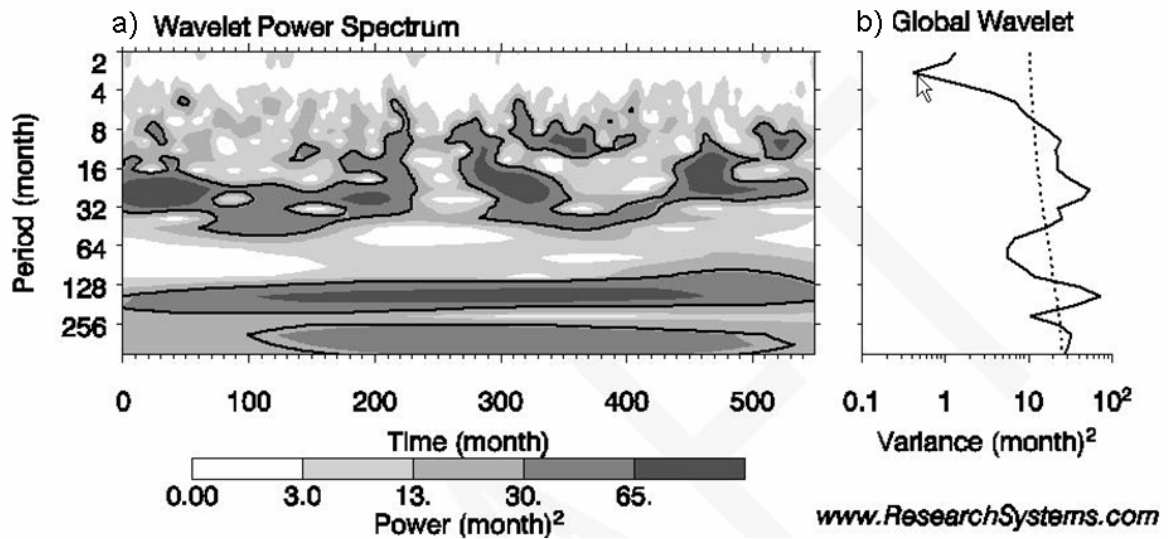 a) Wavelet Power Spectrum
b) Global Wavelet
2
4
8
16
32
64
128
256
Period (month)
0 100 200 300 400 500
Time (month)
0.1 1 10 10²
Variance (month)²
0.00 3.0 13. 30. 65.
Power (month)²
www.ResearchSystems.com